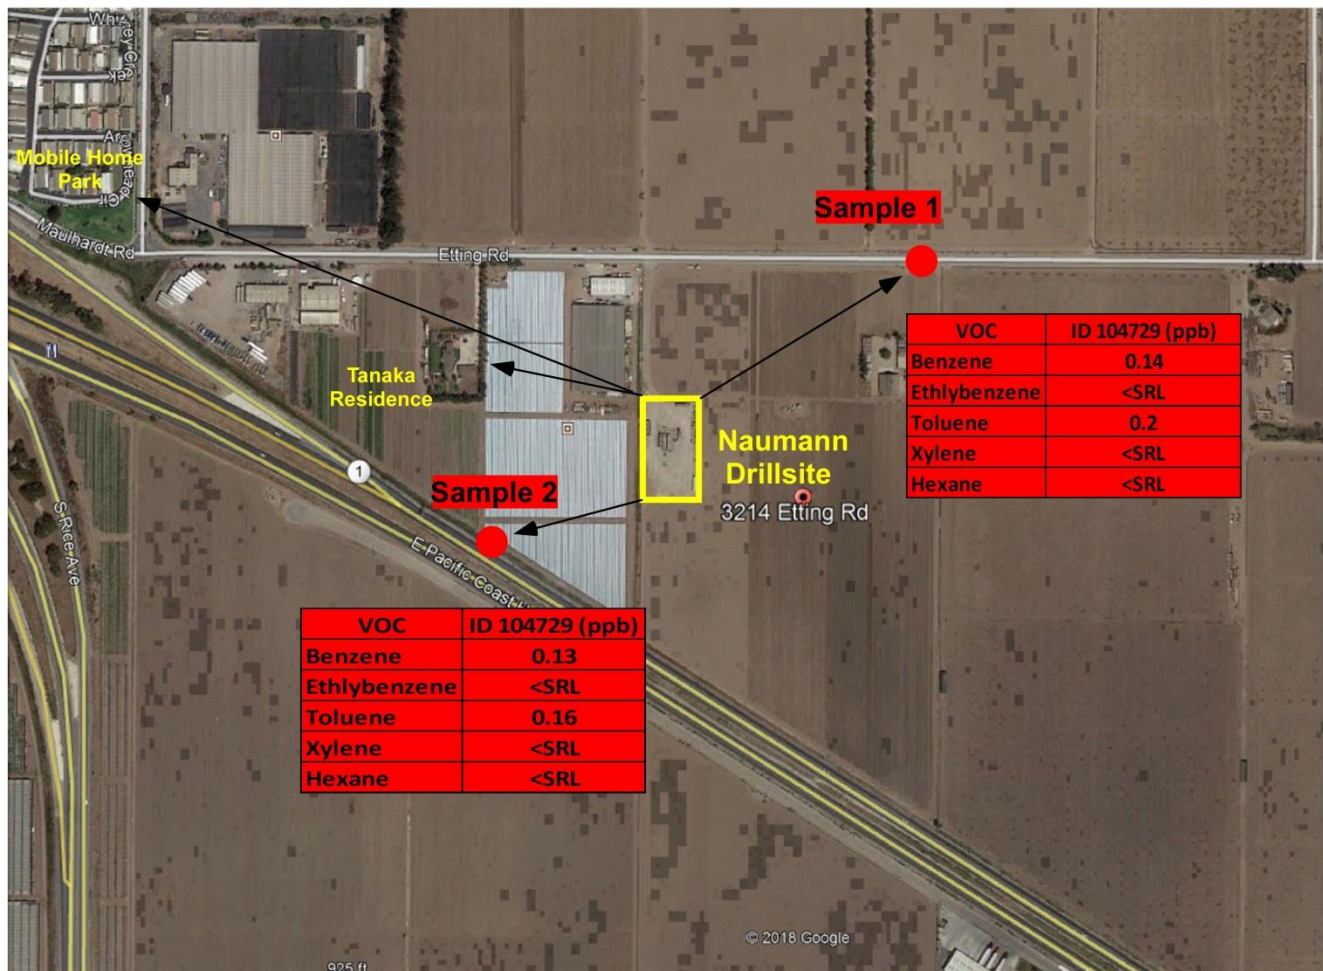 Mobile Home
Park
Maulhardt Rd
Etting Rd
Sample 1
VOC ID 104729 (ppb)
Benzene 0.14
Ethlybenzene <SRL
Toluene 0.2
Xylene <SRL
Hexane <SRL
Tanaka
Residence
Naumann
Drillsite
3214 Etting Rd
1
Sample 2
S Rice Ave
E Pacific Coast H
VOC ID 104729 (ppb)
Benzene 0.13
Ethlybenzene <SRL
Toluene 0.16
Xylene <SRL
Hexane <SRL
© 2018 Google
925 ft